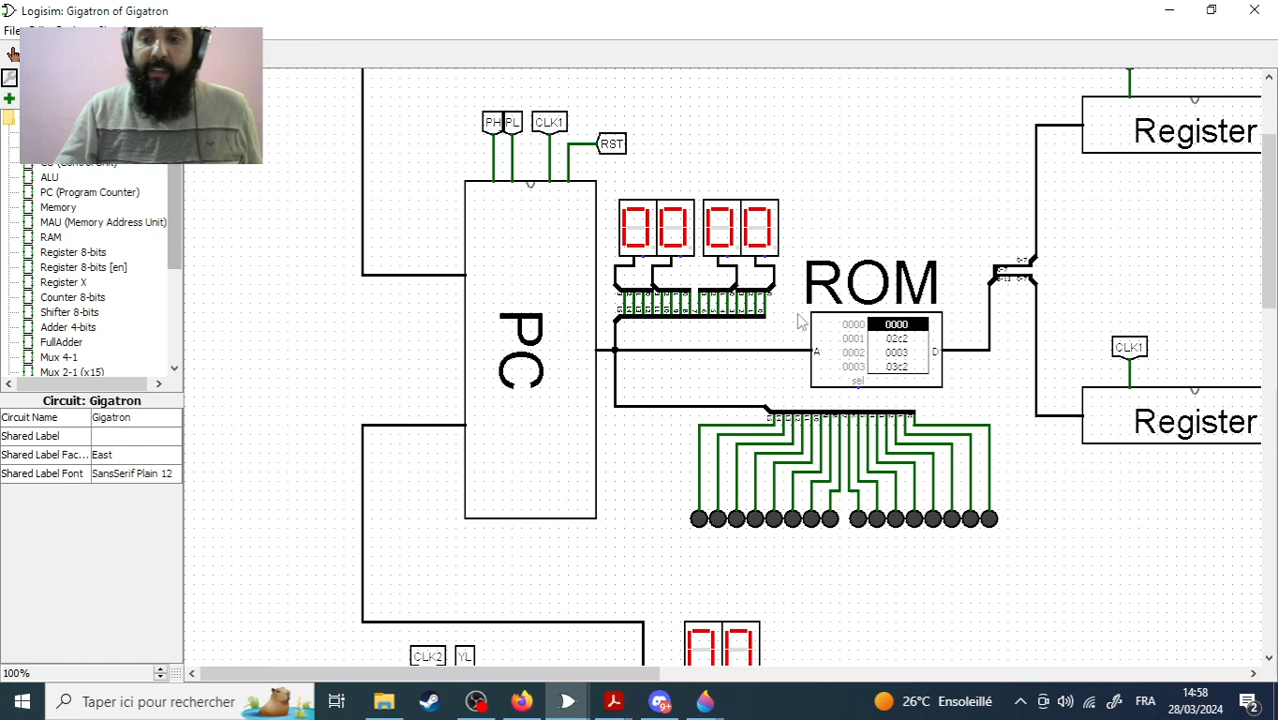 Logisim: Gigatron of Gigatron
File
ALU
PC (Program Counter)
Memory
MAU (Memory Address Unit)
RAM
Register 8-bits
Register 8-bits [en]
Register X
Counter 8-bits
Shifter 8-bits
Adder 4-bits
FullAdder
Mux 4-1
Mux 2-1 (x15)
Circuit: Gigatron
Circuit Name Gigatron
Shared Label
Shared Label Fac... East
Shared Label Font SansSerif Plain 12
100%
PH PL CLK1
RST
PC
00 00
ROM
0000 0000
0001 02c2
0002 0003
0003 03c2
A
D
sel
Register
CLK1
Register
CLK2 YL
Taper ici pour rechercher
9+
26°C Ensoleillé
FRA
14:58
28/03/2024
2